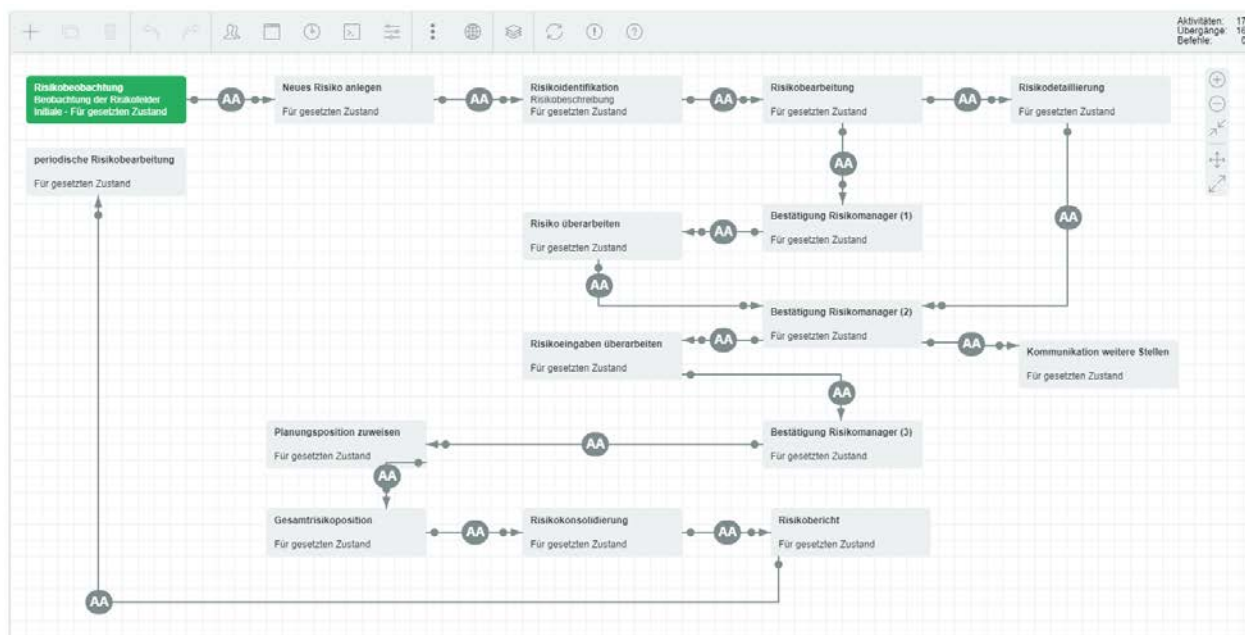 Aktivitäten: 17
Übergänge: 16
Befehle: 0
Risikobeobachtung
Beobachtung der Risikofelder
Initiale - Für gesetzten Zustand
AA
Neues Risiko anlegen
Für gesetzten Zustand
AA
Risikoidentifikation
Risikobeschreibung
Für gesetzten Zustand
AA
Risikobearbeitung
Für gesetzten Zustand
AA
Risikodetaillierung
Für gesetzten Zustand
periodische Risikobearbeitung
Für gesetzten Zustand
AA
AA
Risiko überarbeiten
Für gesetzten Zustand
AA
Bestätigung Risikomanager (1)
Für gesetzten Zustand
AA
Bestätigung Risikomanager (2)
Für gesetzten Zustand
Risikoeingaben überarbeiten
Für gesetzten Zustand
AA
AA
Kommunikation weitere Stellen
Für gesetzten Zustand
AA
Planungsposition zuweisen
Für gesetzten Zustand
AA
Bestätigung Risikomanager (3)
Für gesetzten Zustand
AA
Gesamtrisikoposition
Für gesetzten Zustand
AA
Risikokonsolidierung
Für gesetzten Zustand
AA
Risikobericht
Für gesetzten Zustand
AA